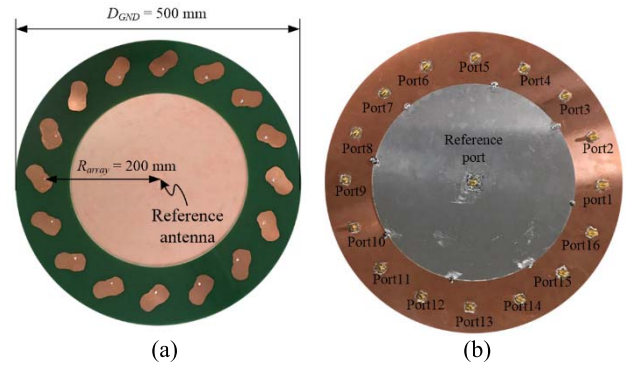 D_GND = 500 mm
R_array = 200 mm
Reference
antenna
(a)
Port5
Port6
Port4
Port7
Port3
Port8
Reference
port
Port2
Port9
port1
Port10
Port16
Port11
Port15
Port12
Port13
Port14
(b)